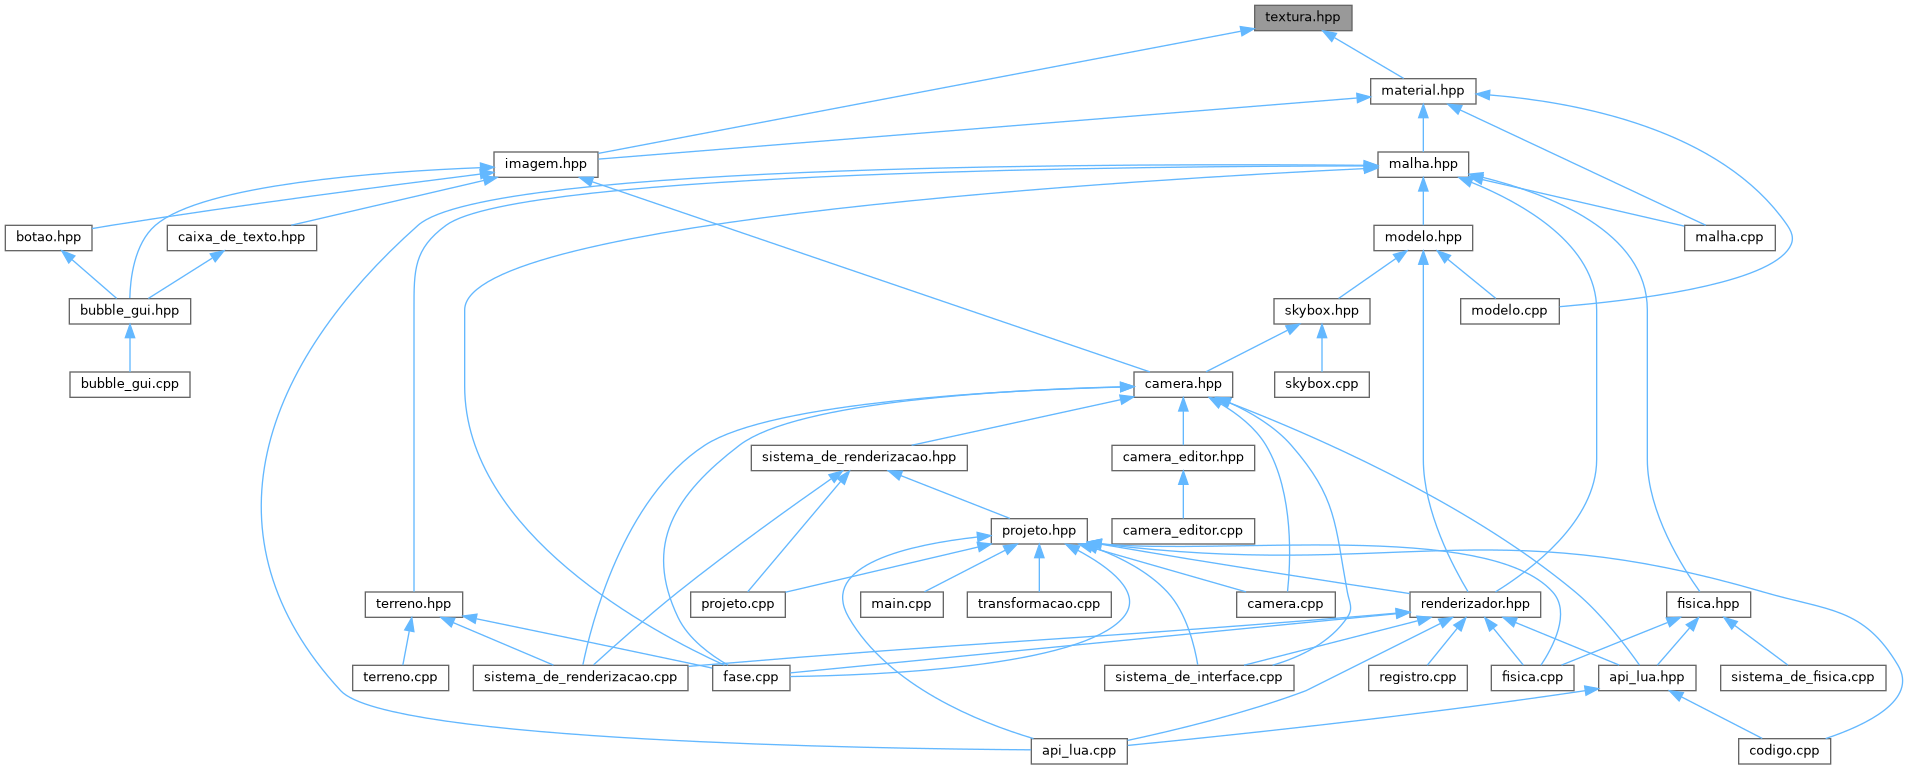 textura.hpp
material.hpp
imagem.hpp
malha.hpp
botao.hpp
caixa_de_texto.hpp
modelo.hpp
malha.cpp
bubble_gui.hpp
skybox.hpp
modelo.cpp
bubble_gui.cpp
camera.hpp
skybox.cpp
sistema_de_renderizacao.hpp
camera_editor.hpp
projeto.hpp
camera_editor.cpp
terreno.hpp
projeto.cpp
main.cpp
transformacao.cpp
camera.cpp
renderizador.hpp
fisica.hpp
terreno.cpp
sistema_de_renderizacao.cpp
fase.cpp
sistema_de_interface.cpp
registro.cpp
fisica.cpp
api_lua.hpp
sistema_de_fisica.cpp
api_lua.cpp
codigo.cpp